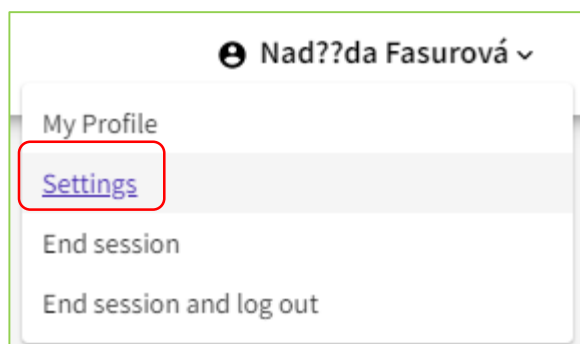 Nad??da Fasurová
My Profile
Settings
End session
End session and log out